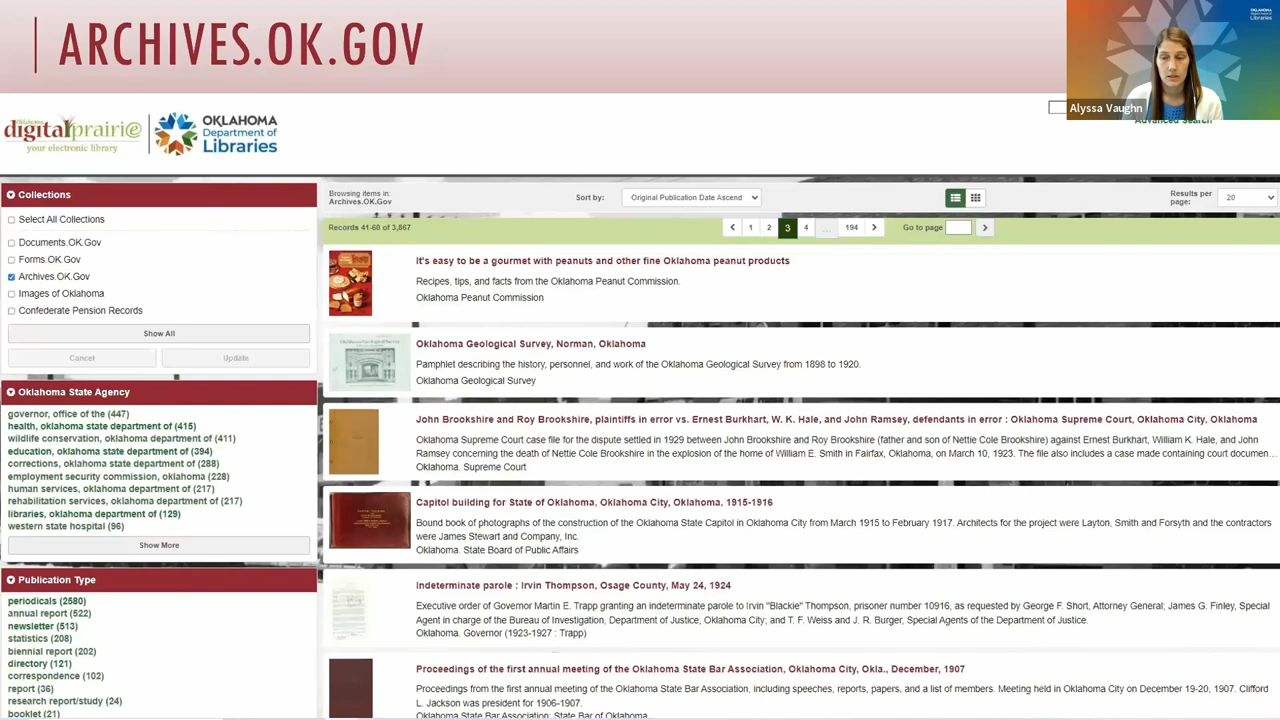 ARCHIVES.OK.GOV
OKLAHOMA
Department of
Libraries
Alyssa Vaughn
Advanced Search
Oklahoma
digitalprairie
your electronic library
OKLAHOMA
Department of
Libraries
Collections
Select All Collections
Documents.OK.Gov
Forms.OK.Gov
Archives.OK.Gov
Images of Oklahoma
Confederate Pension Records
Show All
Cancel
Update
Oklahoma State Agency
governor, office of the (447)
health, oklahoma state department of (415)
wildlife conservation, oklahoma department of (411)
education, oklahoma state department of (394)
corrections, oklahoma state department of (288)
employment security commission, oklahoma (228)
human services, oklahoma department of (217)
rehabilitation services, oklahoma department of (217)
libraries, oklahoma department of (129)
western state hospital (96)
Show More
Publication Type
periodicals (2580)
annual report (522)
newsletter (513)
statistics (208)
biennial report (202)
directory (121)
correspondence (102)
report (36)
research report/study (24)
booklet (21)
Browsing items in:
Archives.OK.Gov
Sort by:
Original Publication Date Ascend
Results per
page:
20
Records 41-60 of 3,867
1 2 3 4 ... 194
Go to page
It's easy to be a gourmet with peanuts and other fine Oklahoma peanut products
Recipes, tips, and facts from the Oklahoma Peanut Commission.
Oklahoma Peanut Commission
Oklahoma Geological Survey, Norman, Oklahoma
Pamphlet describing the history, personnel, and work of the Oklahoma Geological Survey from 1898 to 1920.
Oklahoma Geological Survey
John Brookshire and Roy Brookshire, plaintiffs in error vs. Ernest Burkhart, W. K. Hale, and John Ramsey, defendants in error : Oklahoma Supreme Court, Oklahoma City, Oklahoma
Oklahoma Supreme Court case file for the dispute settled in 1929 between John Brookshire and Roy Brookshire (father and son of Nettie Cole Brookshire) against Ernest Burkhart, William K. Hale, and John
Ramsey concerning the death of Nettie Cole Brookshire in the explosion of the home of William E. Smith in Fairfax, Oklahoma, on March 10, 1923. The file also includes a case made containing court documen...
Oklahoma. Supreme Court
Capitol building for State of Oklahoma, Oklahoma City, Oklahoma, 1915-1916
Bound book of photographs of the construction of the Oklahoma State Capitol in Oklahoma City from March 1915 to February 1917. Architects for the project were Layton, Smith and Forsyth and the contractors
were James Stewart and Company, Inc.
Oklahoma. State Board of Public Affairs
Indeterminate parole : Irvin Thompson, Osage County, May 24, 1924
Executive order of Governor Martin E. Trapp granting an indeterminate parole to Irvin "Blackie" Thompson, prisoner number 10916, as requested by George F. Short, Attorney General; James G. Finley, Special
Agent in charge of the Bureau of Investigation, Department of Justice, Oklahoma City; and T. F. Weiss and J. R. Burger, Special Agents of the Department of Justice.
Oklahoma. Governor (1923-1927 : Trapp)
Proceedings of the first annual meeting of the Oklahoma State Bar Association, Oklahoma City, Okla., December, 1907
Proceedings from the first annual meeting of the Oklahoma State Bar Association, including speeches, reports, papers, and a list of members. Meeting held in Oklahoma City on December 19-20, 1907. Clifford
L. Jackson was president for 1906-1907.
Oklahoma State Bar Association; State Bar of Oklahoma.